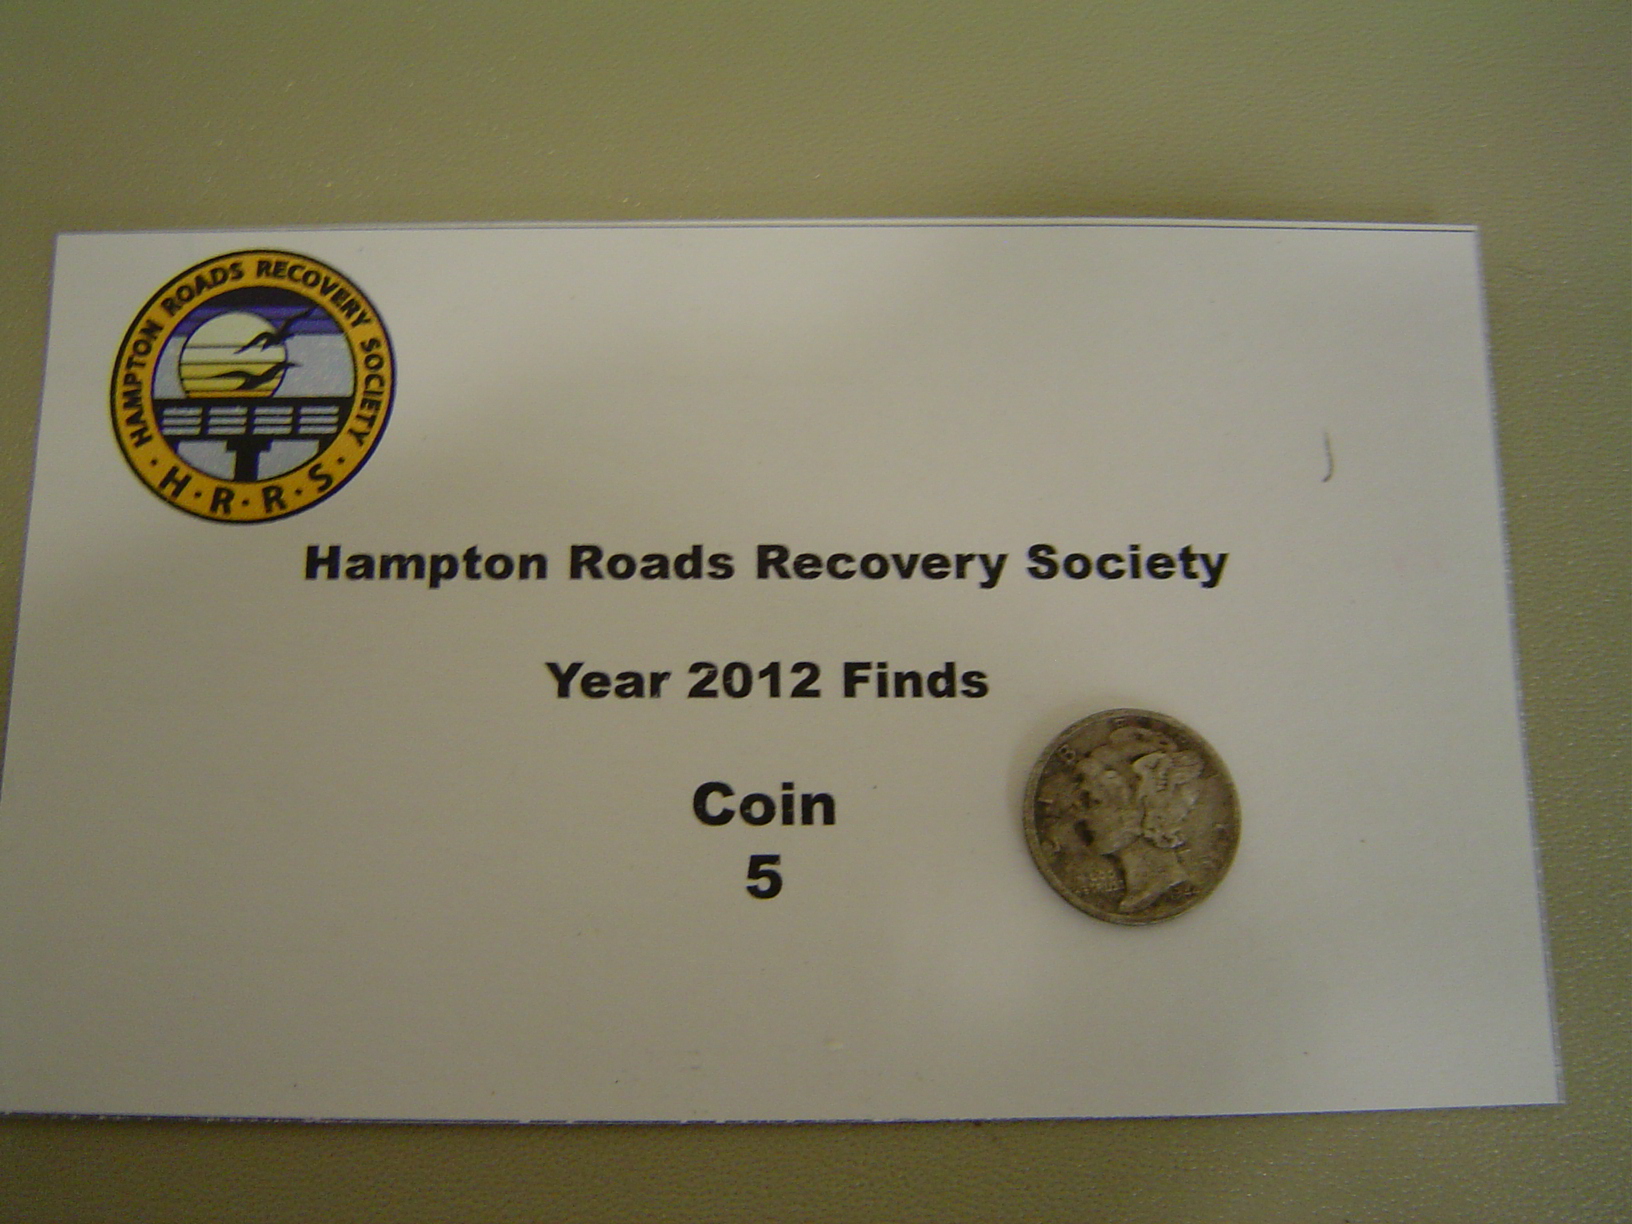 HAMPTON ROADS RECOVERY SOCIETY
· H · R · R · S ·
Hampton Roads Recovery Society
Year 2012 Finds
Coin
5